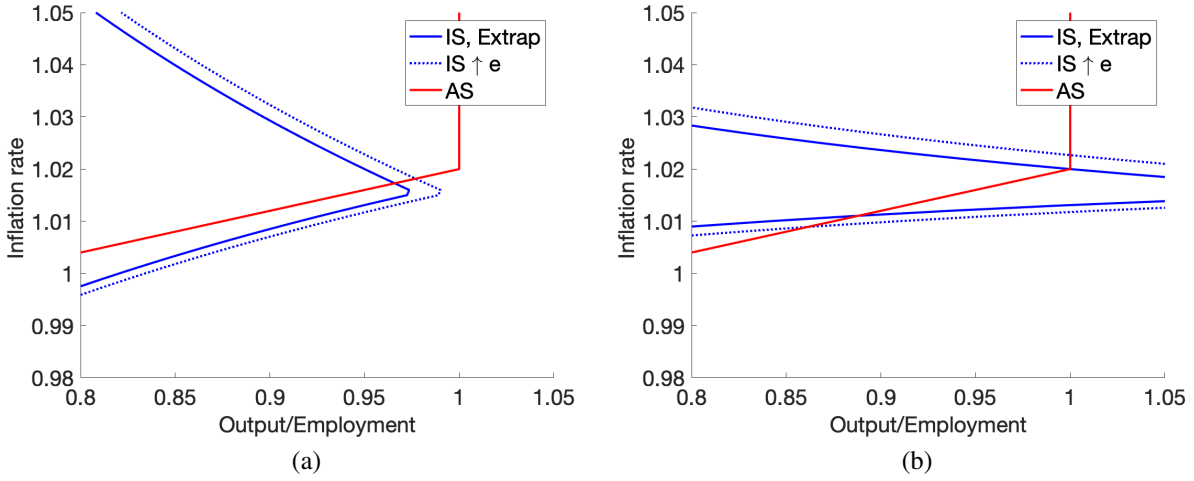 1.05
1.04
1.03
1.02
1.01
1
0.99
0.98
Inflation rate
0.8
0.85
0.9
0.95
1
1.05
Output/Employment
IS, Extrap
IS ↑ e
AS
(a)
1.05
1.04
1.03
1.02
1.01
1
0.99
0.98
Inflation rate
0.8
0.85
0.9
0.95
1
1.05
Output/Employment
IS, Extrap
IS ↑ e
AS
(b)